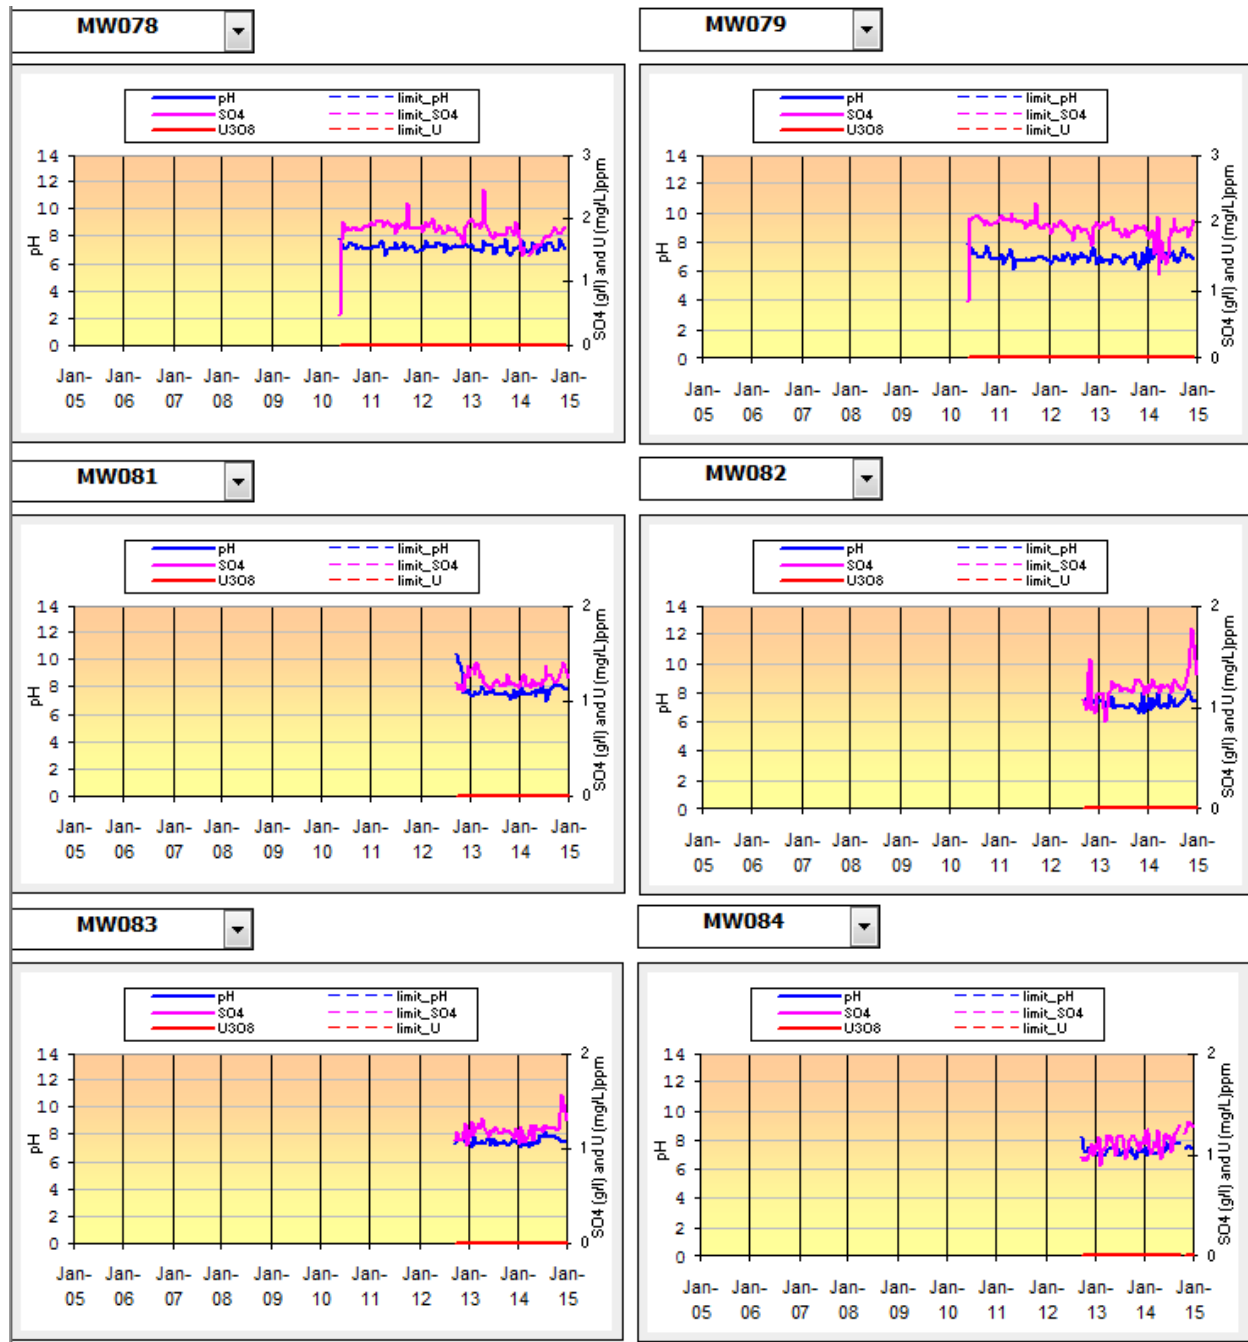 MW078
pH limit_pH
SO4 limit_SO4
U3O8 limit_U
14 3
12
10 2
8
6
4 1
2
0 0
pH
SO4 (g/l) and U (mg/L)ppm
Jan-05 Jan-06 Jan-07 Jan-08 Jan-09 Jan-10 Jan-11 Jan-12 Jan-13 Jan-14 Jan-15
MW079
pH limit_pH
SO4 limit_SO4
U3O8 limit_U
14 3
12
10 2
8
6
4 1
2
0 0
pH
SO4 (g/l) and U (mg/L)ppm
Jan-05 Jan-06 Jan-07 Jan-08 Jan-09 Jan-10 Jan-11 Jan-12 Jan-13 Jan-14 Jan-15
MW081
pH limit_pH
SO4 limit_SO4
U3O8 limit_U
14 2
12
10
8
6 1
4
2
0 0
pH
SO4 (g/l) and U (mg/L)ppm
Jan-05 Jan-06 Jan-07 Jan-08 Jan-09 Jan-10 Jan-11 Jan-12 Jan-13 Jan-14 Jan-15
MW082
pH limit_pH
SO4 limit_SO4
U3O8 limit_U
14 2
12
10
8
6 1
4
2
0 0
pH
SO4 (g/l) and U (mg/L)ppm
Jan-05 Jan-06 Jan-07 Jan-08 Jan-09 Jan-10 Jan-11 Jan-12 Jan-13 Jan-14 Jan-15
MW083
pH limit_pH
SO4 limit_SO4
U3O8 limit_U
14 2
12
10
8
6 1
4
2
0 0
pH
SO4 (g/l) and U (mg/L)ppm
Jan-05 Jan-06 Jan-07 Jan-08 Jan-09 Jan-10 Jan-11 Jan-12 Jan-13 Jan-14 Jan-15
MW084
pH limit_pH
SO4 limit_SO4
U3O8 limit_U
14 2
12
10
8
6 1
4
2
0 0
pH
SO4 (g/l) and U (mg/L)ppm
Jan-05 Jan-06 Jan-07 Jan-08 Jan-09 Jan-10 Jan-11 Jan-12 Jan-13 Jan-14 Jan-15